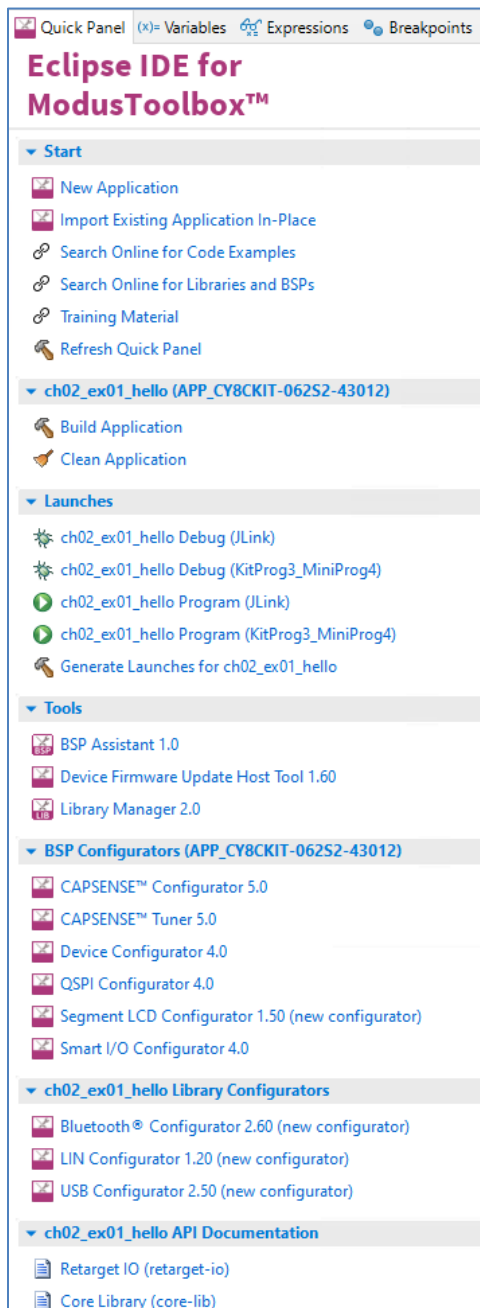 Quick Panel (x)= Variables Expressions Breakpoints
Eclipse IDE for
ModusToolbox™
Start
New Application
Import Existing Application In-Place
Search Online for Code Examples
Search Online for Libraries and BSPs
Training Material
Refresh Quick Panel
ch02_ex01_hello (APP_CY8CKIT-062S2-43012)
Build Application
Clean Application
Launches
ch02_ex01_hello Debug (JLink)
ch02_ex01_hello Debug (KitProg3_MiniProg4)
ch02_ex01_hello Program (JLink)
ch02_ex01_hello Program (KitProg3_MiniProg4)
Generate Launches for ch02_ex01_hello
Tools
BSP BSP Assistant 1.0
Device Firmware Update Host Tool 1.60
LIB Library Manager 2.0
BSP Configurators (APP_CY8CKIT-062S2-43012)
CAPSENSE™ Configurator 5.0
CAPSENSE™ Tuner 5.0
Device Configurator 4.0
QSPI Configurator 4.0
Segment LCD Configurator 1.50 (new configurator)
Smart I/O Configurator 4.0
ch02_ex01_hello Library Configurators
Bluetooth® Configurator 2.60 (new configurator)
LIN Configurator 1.20 (new configurator)
USB Configurator 2.50 (new configurator)
ch02_ex01_hello API Documentation
Retarget IO (retarget-io)
Core Library (core-lib)